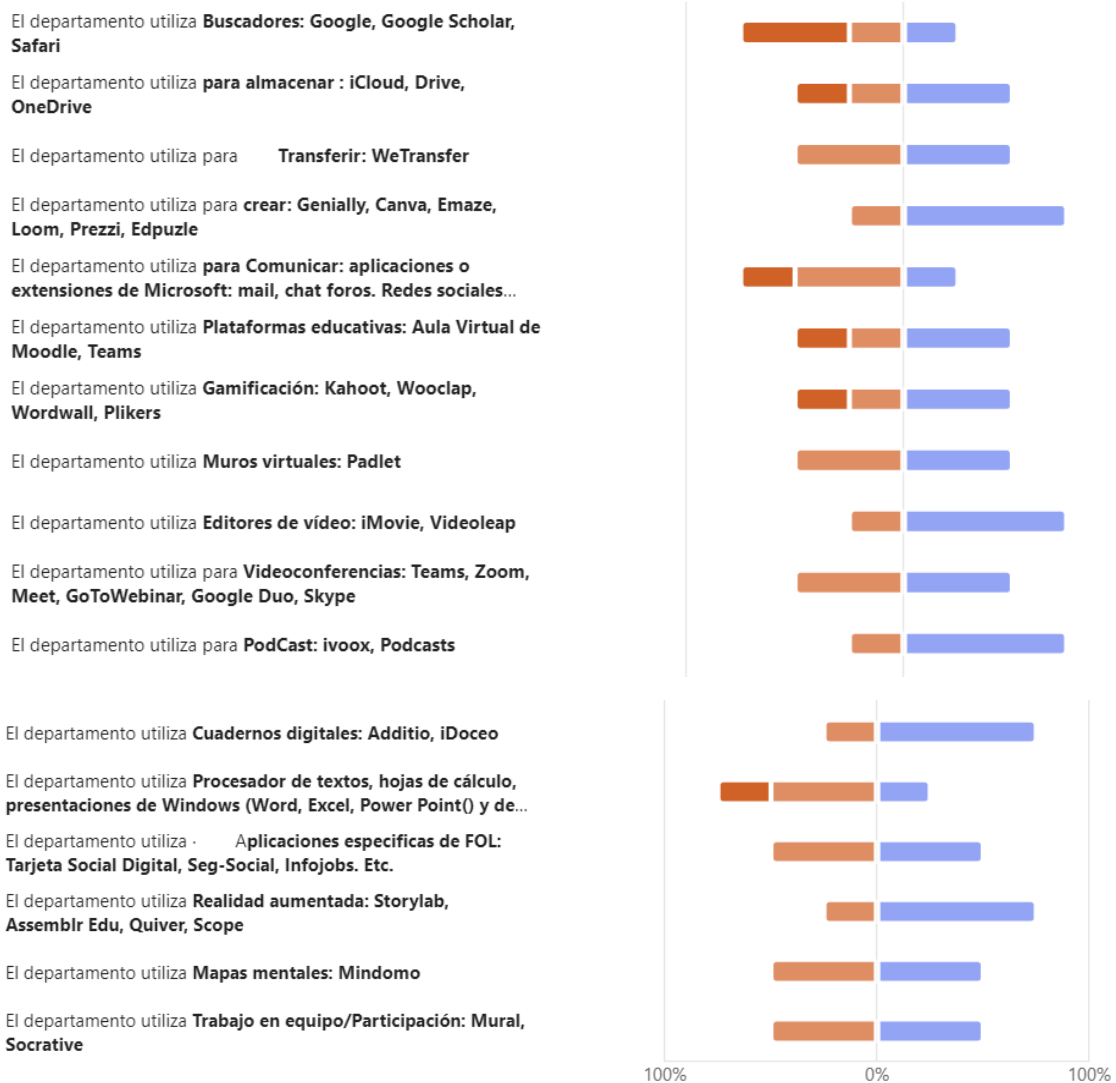 El departamento utiliza Buscadores: Google, Google Scholar,
Safari
El departamento utiliza para almacenar : iCloud, Drive,
OneDrive
El departamento utiliza para Transferir: WeTransfer
El departamento utiliza para crear: Genially, Canva, Emaze,
Loom, Prezzi, Edpuzle
El departamento utiliza para Comunicar: aplicaciones o
extensiones de Microsoft: mail, chat foros. Redes sociales...
El departamento utiliza Plataformas educativas: Aula Virtual de
Moodle, Teams
El departamento utiliza Gamificación: Kahoot, Wooclap,
Wordwall, Plikers
El departamento utiliza Muros virtuales: Padlet
El departamento utiliza Editores de vídeo: iMovie, Videoleap
El departamento utiliza para Videoconferencias: Teams, Zoom,
Meet, GoToWebinar, Google Duo, Skype
El departamento utiliza para PodCast: ivoox, Podcasts
El departamento utiliza Cuadernos digitales: Additio, iDoceo
El departamento utiliza Procesador de textos, hojas de cálculo,
presentaciones de Windows (Word, Excel, Power Point() y de...
El departamento utiliza · Aplicaciones especificas de FOL:
Tarjeta Social Digital, Seg-Social, Infojobs. Etc.
El departamento utiliza Realidad aumentada: Storylab,
Assemblr Edu, Quiver, Scope
El departamento utiliza Mapas mentales: Mindomo
El departamento utiliza Trabajo en equipo/Participación: Mural,
Socrative
100% 0% 100%